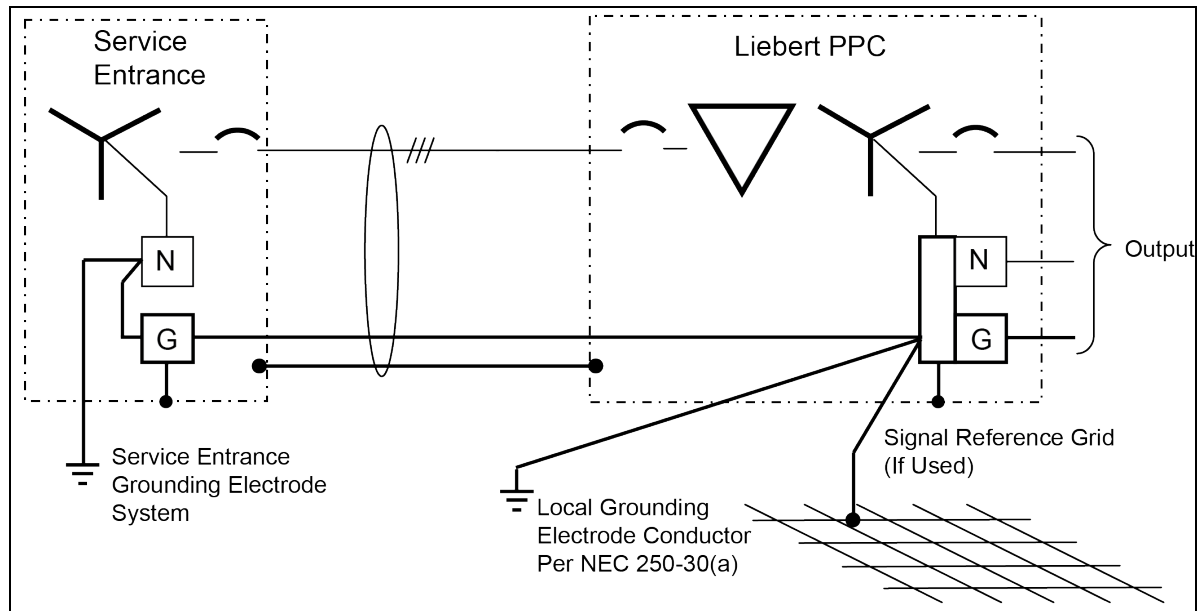 Service
Entrance
Liebert PPC
N
N
Output
G
G
Signal Reference Grid
(If Used)
Service Entrance
Grounding Electrode
System
Local Grounding
Electrode Conductor
Per NEC 250-30(a)